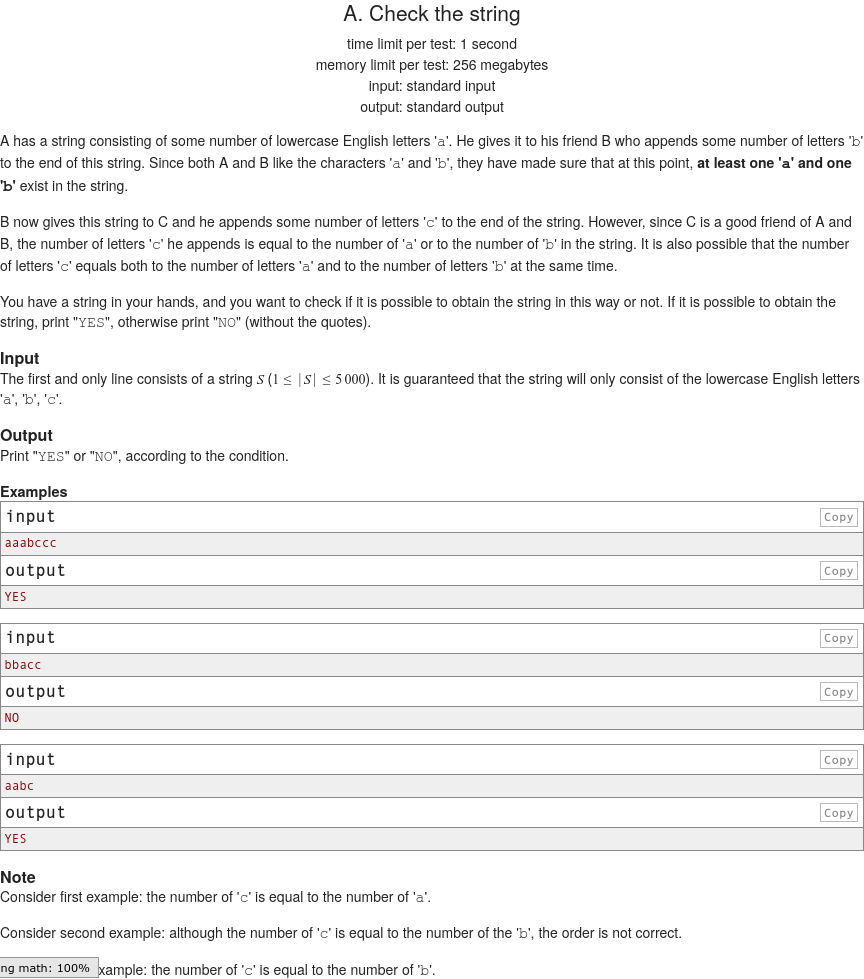 A. Check the string
time limit per test: 1 second
memory limit per test: 256 megabytes
input: standard input
output: standard output
A has a string consisting of some number of lowercase English letters 'a'. He gives it to his friend B who appends some number of letters 'b'
to the end of this string. Since both A and B like the characters 'a' and 'b', they have made sure that at this point, at least one 'a' and one
'b' exist in the string.
B now gives this string to C and he appends some number of letters 'c' to the end of the string. However, since C is a good friend of A and
B, the number of letters 'c' he appends is equal to the number of 'a' or to the number of 'b' in the string. It is also possible that the number
of letters 'c' equals both to the number of letters 'a' and to the number of letters 'b' at the same time.
You have a string in your hands, and you want to check if it is possible to obtain the string in this way or not. If it is possible to obtain the
string, print "YES", otherwise print "NO" (without the quotes).
Input
The first and only line consists of a string S (1 ≤ |S| ≤ 5 000). It is guaranteed that the string will only consist of the lowercase English letters
'a', 'b', 'c'.
Output
Print "YES" or "NO", according to the condition.
Examples
input Copy
aaabccc
output Copy
YES
input Copy
bbacc
output Copy
NO
input Copy
aabc
output Copy
YES
Note
Consider first example: the number of 'c' is equal to the number of 'a'.
Consider second example: although the number of 'c' is equal to the number of the 'b', the order is not correct.
ng math: 100% xample: the number of 'c' is equal to the number of 'b'.